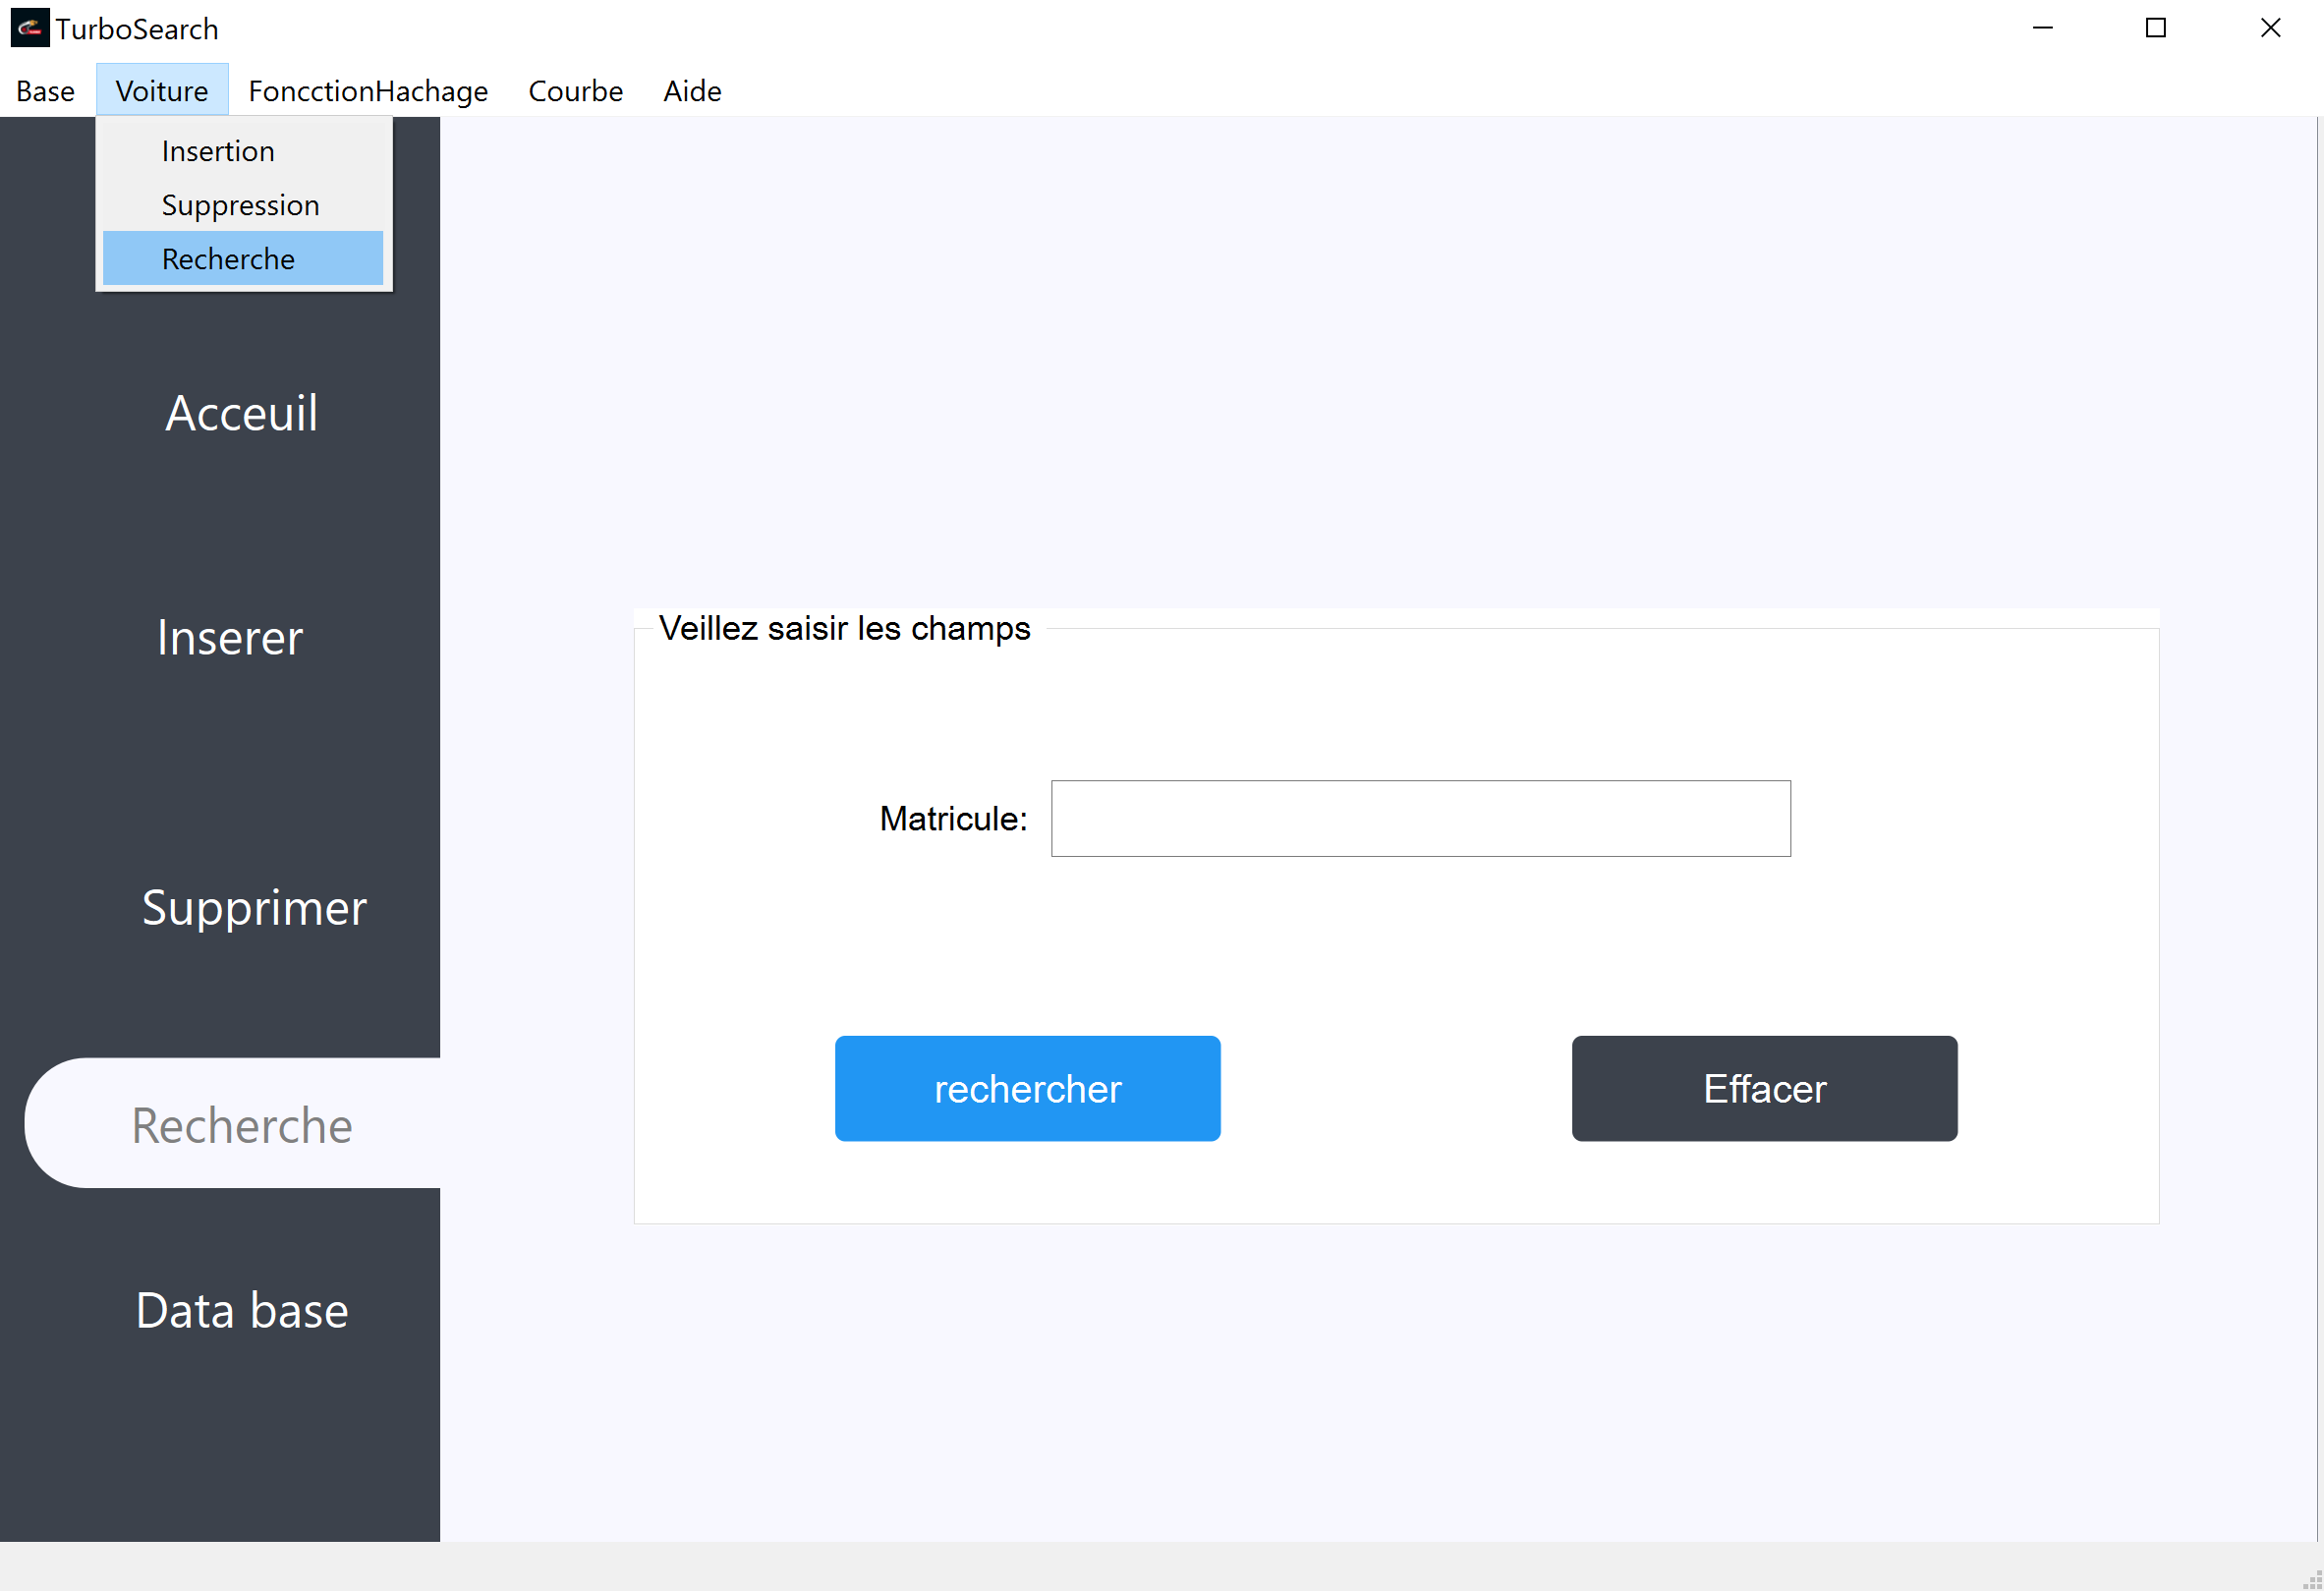 TurboSearch
Base Voiture FoncctionHachage Courbe Aide
Insertion
Suppression
Recherche
Acceuil
Inserer
Supprimer
Recherche
Data base
Veillez saisir les champs
Matricule:
rechercher Effacer